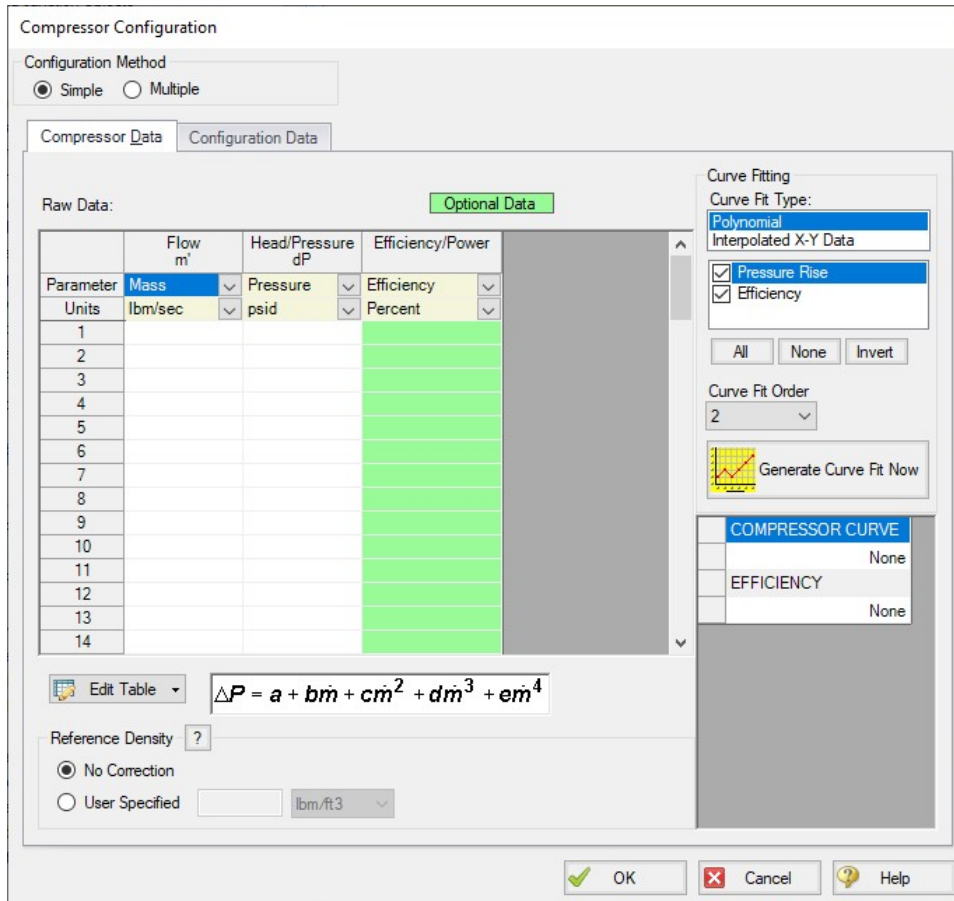 Compressor Configuration
Configuration Method
Simple Multiple
Compressor Data Configuration Data
Raw Data: Optional Data
Flow Head/Pressure Efficiency/Power
m' dP
Parameter Mass Pressure Efficiency
Units lbm/sec psid Percent
1
2
3
4
5
6
7
8
9
10
11
12
13
14
Edit Table
△P = a + bṁ + cṁ² + dṁ³ + eṁ⁴
Reference Density ?
No Correction
User Specified lbm/ft3
Curve Fitting
Curve Fit Type:
Polynomial
Interpolated X-Y Data
Pressure Rise
Efficiency
All None Invert
Curve Fit Order
2
Generate Curve Fit Now
COMPRESSOR CURVE
None
EFFICIENCY
None
OK Cancel Help